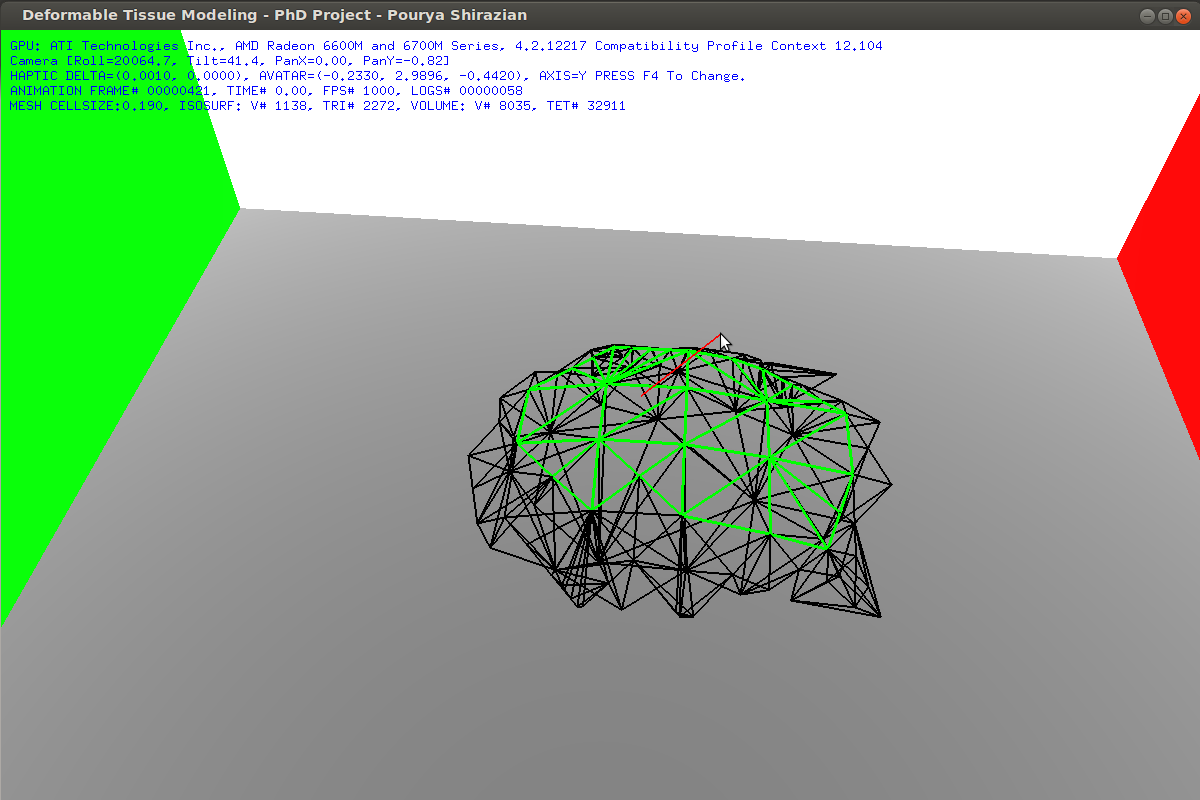 Deformable Tissue Modeling - PhD Project - Pourya Shirazian
GPU: ATI Technologies Inc., AMD Radeon 6600M and 6700M Series, 4.2.12217 Compatibility Profile Context 12.104
Camera [Roll=20064.7, Tilt=41.4, PanX=0.00, PanY=-0.82]
HAPTIC DELTA=(0.0010, 0.0000), AVATAR=(-0.2330, 2.9896, -0.4420), AXIS=Y PRESS F4 To Change.
ANIMATION FRAME# 00000421, TIME# 0.00, FPS# 1000, LOGS# 00000058
MESH CELLSIZE:0.190, ISOSURF: V# 1138, TRI# 2272, VOLUME: V# 8035, TET# 32911